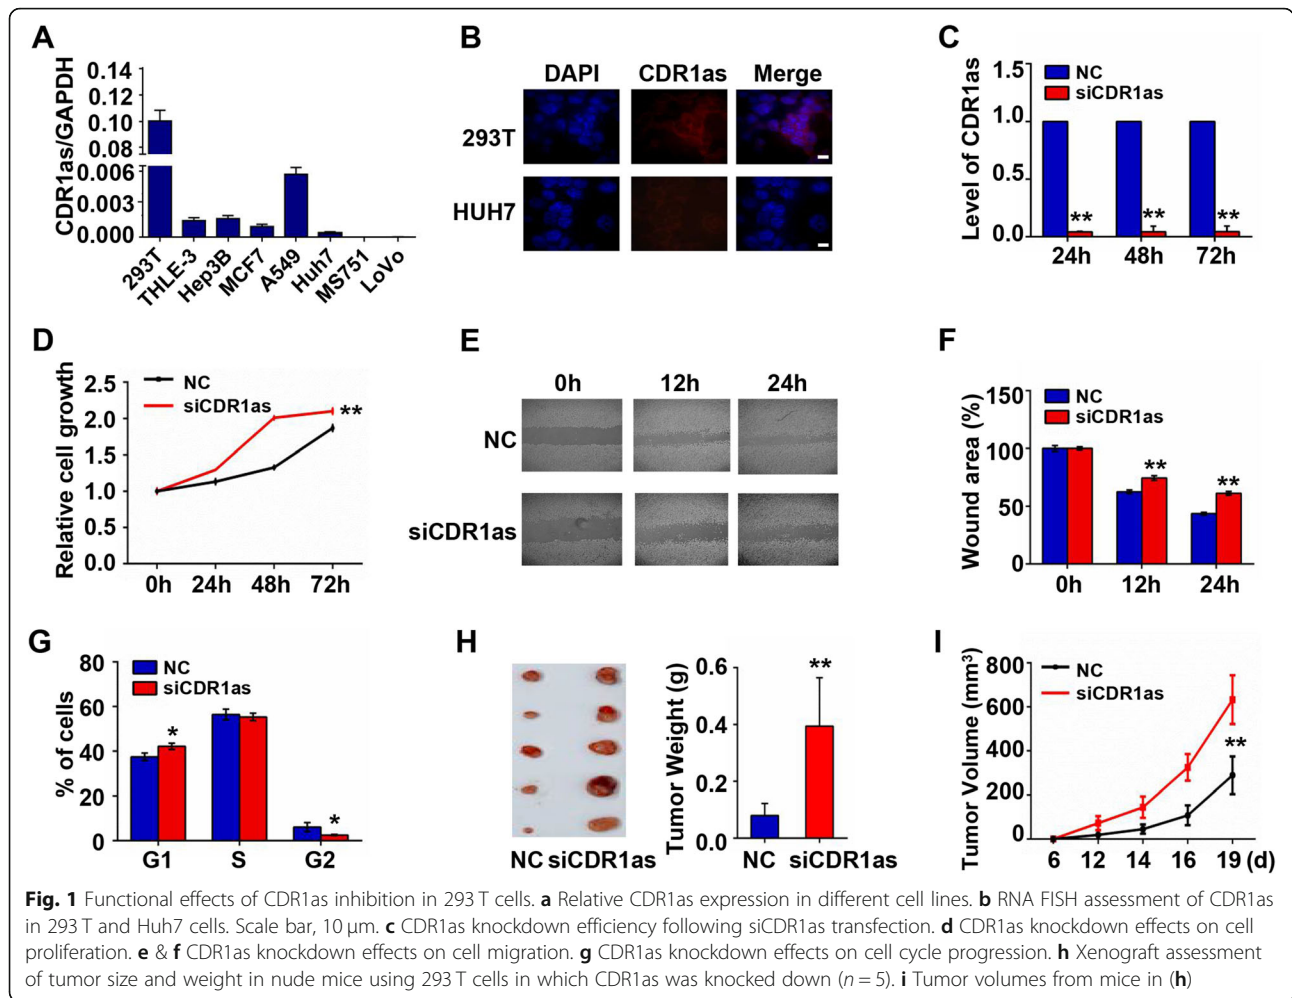 A
CDR1as/GAPDH
0.14
0.12
0.10
0.08
0.006
0.003
0.000
293T
THLE-3
Hep3B
MCF7
A549
Huh7
MS751
LoVo
B
DAPI CDR1as Merge
293T
HUH7
C
Level of CDR1as
NC
siCDR1as
1.5
1.0
0.5
0.0
** ** **
24h 48h 72h
D
Relative cell growth
NC
siCDR1as
2.5
2.0
1.5
1.0
0.5
0.0
**
0h 24h 48h 72h
E
0h 12h 24h
NC
siCDR1as
F
Wound area (%)
NC
siCDR1as
150
100
50
0
** **
0h 12h 24h
G
% of cells
NC
siCDR1as
80
60
40
20
0
* *
G1 S G2
H
NC siCDR1as
Tumor Weight (g)
0.6
0.4
0.2
0.0
**
NC siCDR1as
I
Tumor Volume (mm³)
NC
siCDR1as
800
600
400
200
0
**
6 12 14 16 19 (d)
Fig. 1 Functional effects of CDR1as inhibition in 293 T cells. a Relative CDR1as expression in different cell lines. b RNA FISH assessment of CDR1as
in 293 T and Huh7 cells. Scale bar, 10 μm. c CDR1as knockdown efficiency following siCDR1as transfection. d CDR1as knockdown effects on cell
proliferation. e & f CDR1as knockdown effects on cell migration. g CDR1as knockdown effects on cell cycle progression. h Xenograft assessment
of tumor size and weight in nude mice using 293 T cells in which CDR1as was knocked down (n = 5). i Tumor volumes from mice in (h)